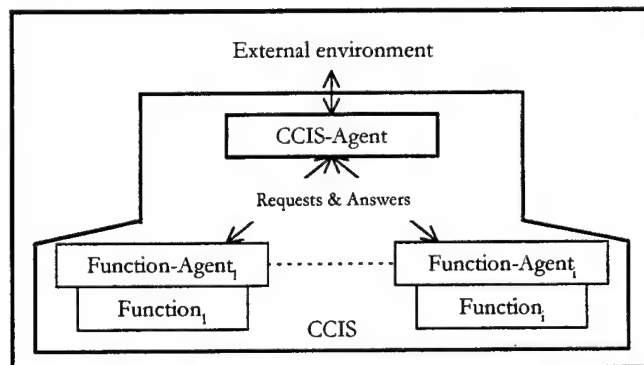 External environment
CCIS-Agent
Requests & Answers
Function-Agent₁ Function-Agentᵢ
Function₁ Functionᵢ
CCIS